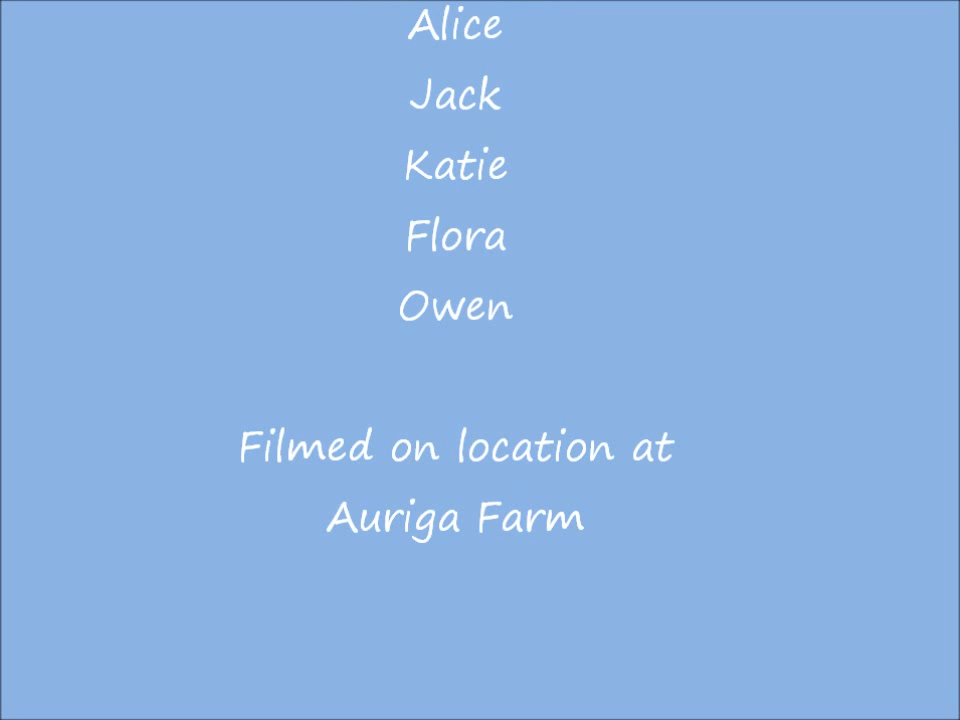 Alice
Jack
Katie
Flora
Owen
Filmed on location at
Auriga Farm